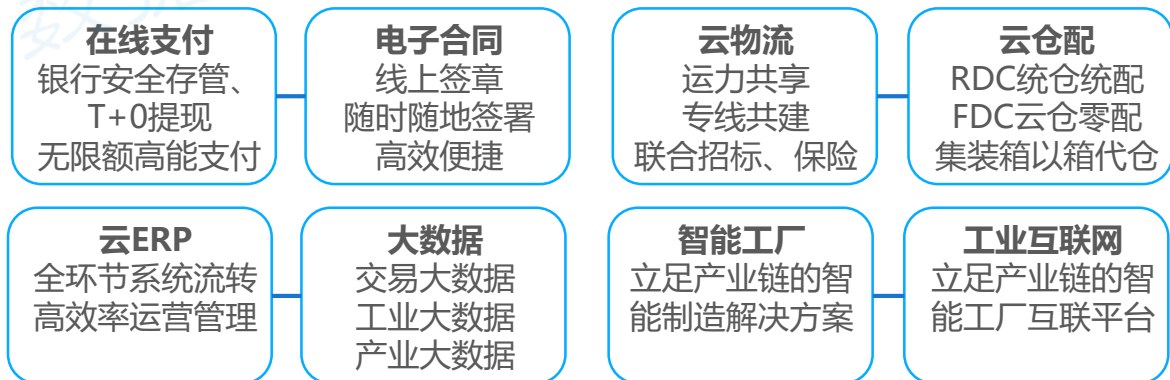 在线支付
银行安全存管、
T+0提现
无限额高能支付
电子合同
线上签章
随时随地签署
高效便捷
云物流
运力共享
专线共建
联合招标、保险
云仓配
RDC统仓统配
FDC云仓零配
集装箱以箱代仓
云ERP
全环节系统流转
高效率运营管理
大数据
交易大数据
工业大数据
产业大数据
智能工厂
立足产业链的智
能制造解决方案
工业互联网
立足产业链的智
能工厂互联平台